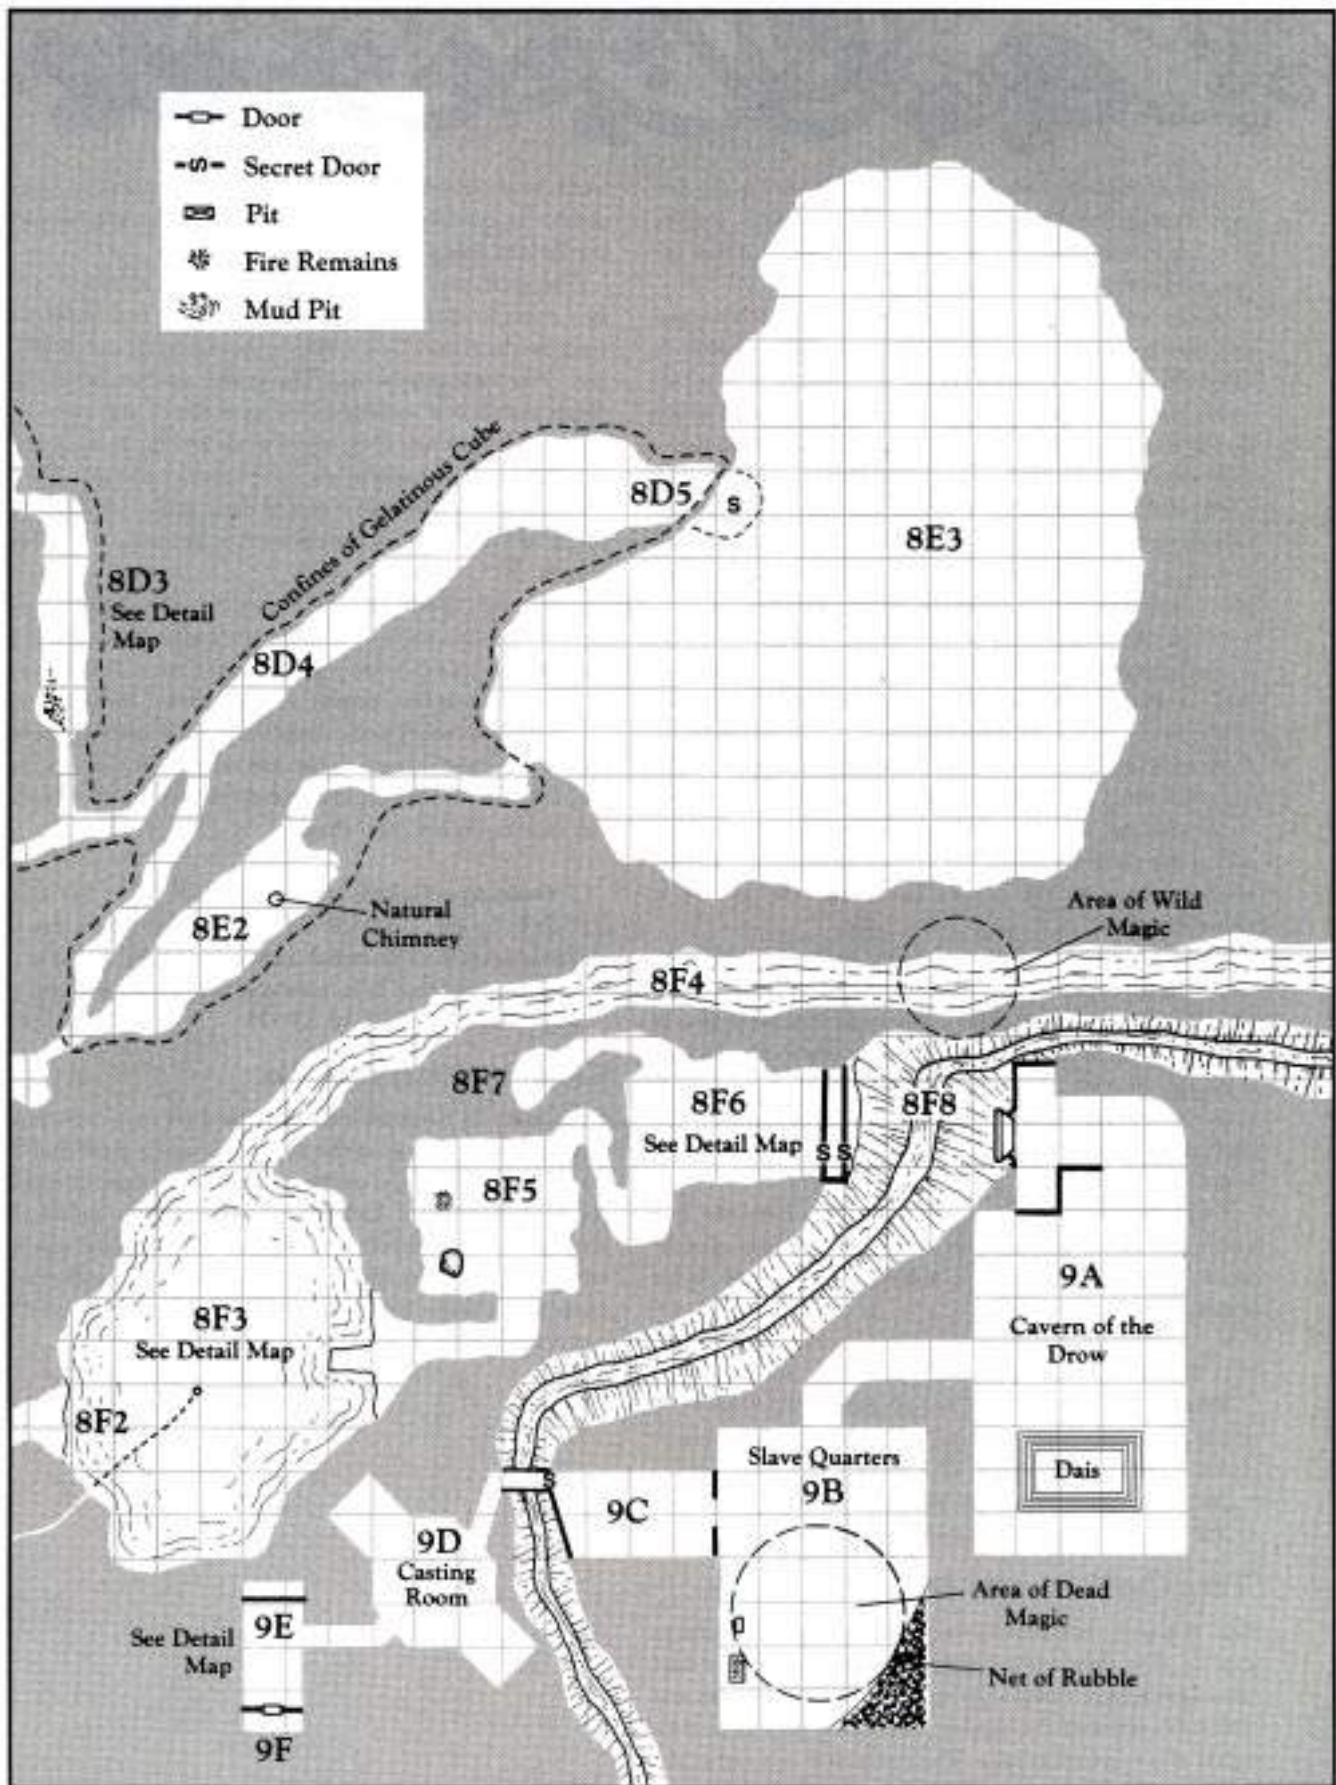 Door
S Secret Door
Pit
Fire Remains
Mud Pit
Confines of Gelatinous Cube
8D5
S
8E3
8D3
See Detail
Map
8D4
8E2
Natural
Chimney
Area of Wild
Magic
8F4
8F7
8F6
See Detail Map
S S
8F8
8F5
9A
Cavern of the
Drow
8F3
See Detail Map
8F2
Dais
Slave Quarters
9B
S
9C
9D
Casting
Room
Area of Dead
Magic
9E
See Detail
Map
Net of Rubble
9F